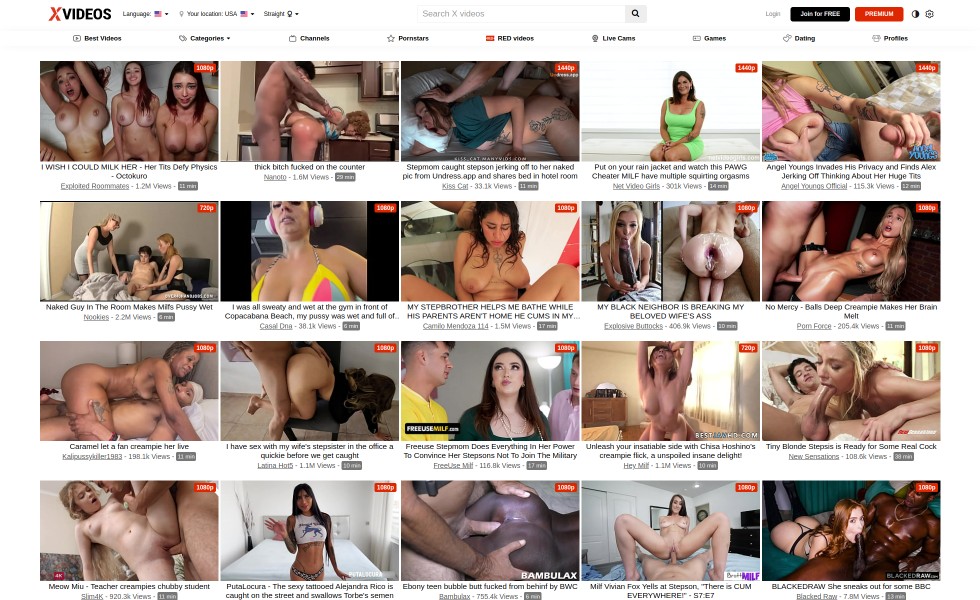 XVIDEOS
Language:
Your location: USA
Straight
Search X videos
Login
Join for FREE
PREMIUM
Best Videos
Categories
Channels
Pornstars
RED videos
Live Cams
Games
Dating
Profiles
1080p
I WISH I COULD MILK HER - Her Tits Defy Physics
- Octokuro
Exploited Roommates - 1.2M Views - 11 min
thick bitch fucked on the counter
Nanoto - 1.6M Views - 29 min
1440p
KISS_CAT.MANYVIDS.COM
Stepmom caught stepson jerking off to her naked
pic from Undress.app and shares bed in hotel room
Kiss Cat - 33.1k Views - 11 min
1440p
Put on your rain jacket and watch this PAWG
Cheater MILF have multiple squirting orgasms
Net Video Girls - 301k Views - 14 min
1080p
Angel Youngs Invades His Privacy and Finds Alex
Jerking Off Thinking About Her Huge Tits
Angel Youngs Official - 115.3k Views - 12 min
720p
Naked Guy In The Room Makes Milfs Pussy Wet
Nookies - 2.2M Views - 6 min
1080p
I was all sweaty and wet at the gym in front of
Copacabana Beach, my pussy was wet and full of..
Casal Dna - 38.1k Views - 6 min
1080p
MY STEPBROTHER HELPS ME BATHE WHILE
HIS PARENTS AREN'T HOME HE CUMS IN MY…
Camilo Mendoza 114 - 1.5M Views - 17 min
1080p
MY BLACK NEIGHBOR IS BREAKING MY
BELOVED WIFE'S ASS
Explosive Buttocks - 406.9k Views - 10 min
1080p
No Mercy - Balls Deep Creampie Makes Her Brain
Melt
Porn Force - 205.4k Views - 11 min
1080p
Caramel let a fan creampie her live
Kalipussykiller1983 - 198.1k Views - 11 min
1080p
I have sex with my wife's stepsister in the office a
quickie before we get caught
Latina Hot5 - 1.1M Views - 10 min
1080p
FREEUSEMILF.COM
Freeuse Stepmom Does Everything In Her Power
To Convince Her Stepsons Not To Join The Military
FreeUse Milf - 116.8k Views - 17 min
720p
Unleash your insatiable side with Chisa Hoshino's
creampie flick, a unspoiled insane delight!
Hey Milf - 1.1M Views - 10 min
1080p
Tiny Blonde Stepsis is Ready for Some Real Cock
New Sensations - 108.6k Views - 38 min
1080p
4K
Meow Miu - Teacher creampies chubby student
Slim4K - 920.3k Views - 11 min
1080p
PUTALOCURA
PutaLocura - The sexy tattooed Alejandra Rico is
caught on the street and swallows Torbe's semen
1080p
BAMBULAX
Ebony teen bubble butt fucked from behinf by BWC
Bambulax - 755.4k Views - 6 min
1080p
BrattyMILF
Milf Vivian Fox Yells at Stepson, "There is CUM
EVERYWHERE!" - S7:E7
1080p
BLACKEDRAW.COM
BLACKEDRAW She sneaks out for some BBC
Blacked Raw - 7.8M Views - 13 min